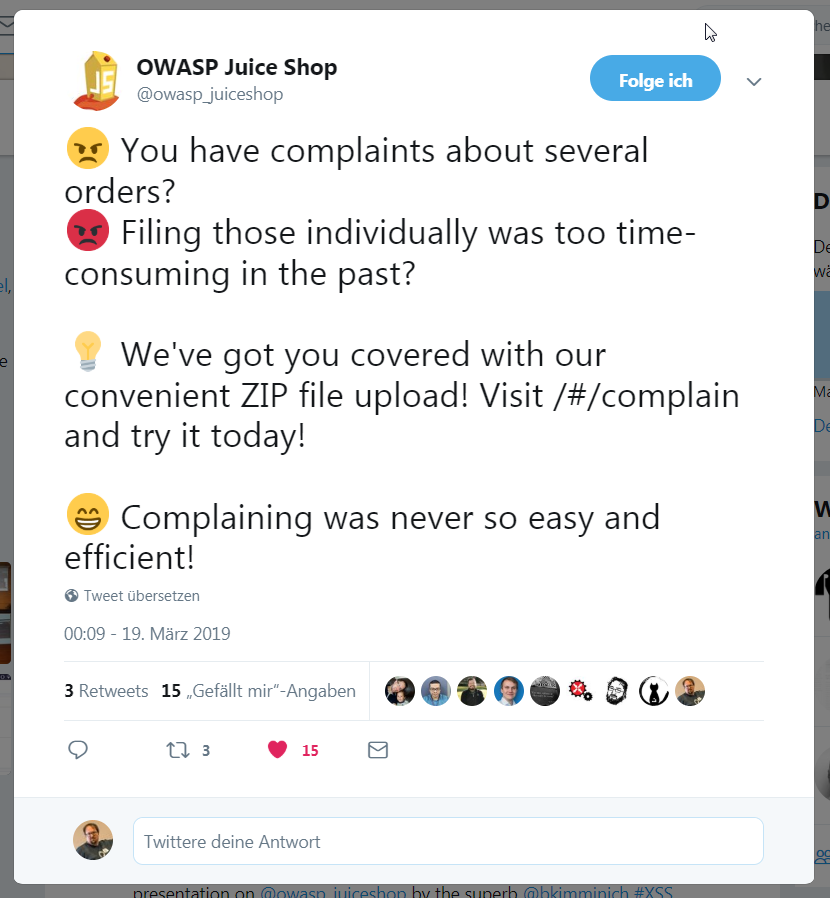 OWASP Juice Shop
@owasp_juiceshop
Folge ich
😠 You have complaints about several
orders?
😡 Filing those individually was too time-
consuming in the past?
💡 We've got you covered with our
convenient ZIP file upload! Visit /#/complain
and try it today!
😁 Complaining was never so easy and
efficient!
Tweet übersetzen
00:09 - 19. März 2019
3 Retweets 15 „Gefällt mir“-Angaben
3 15
Twittere deine Antwort
presentation on @owasp_juiceshop by the superb @bkimminich #XSS